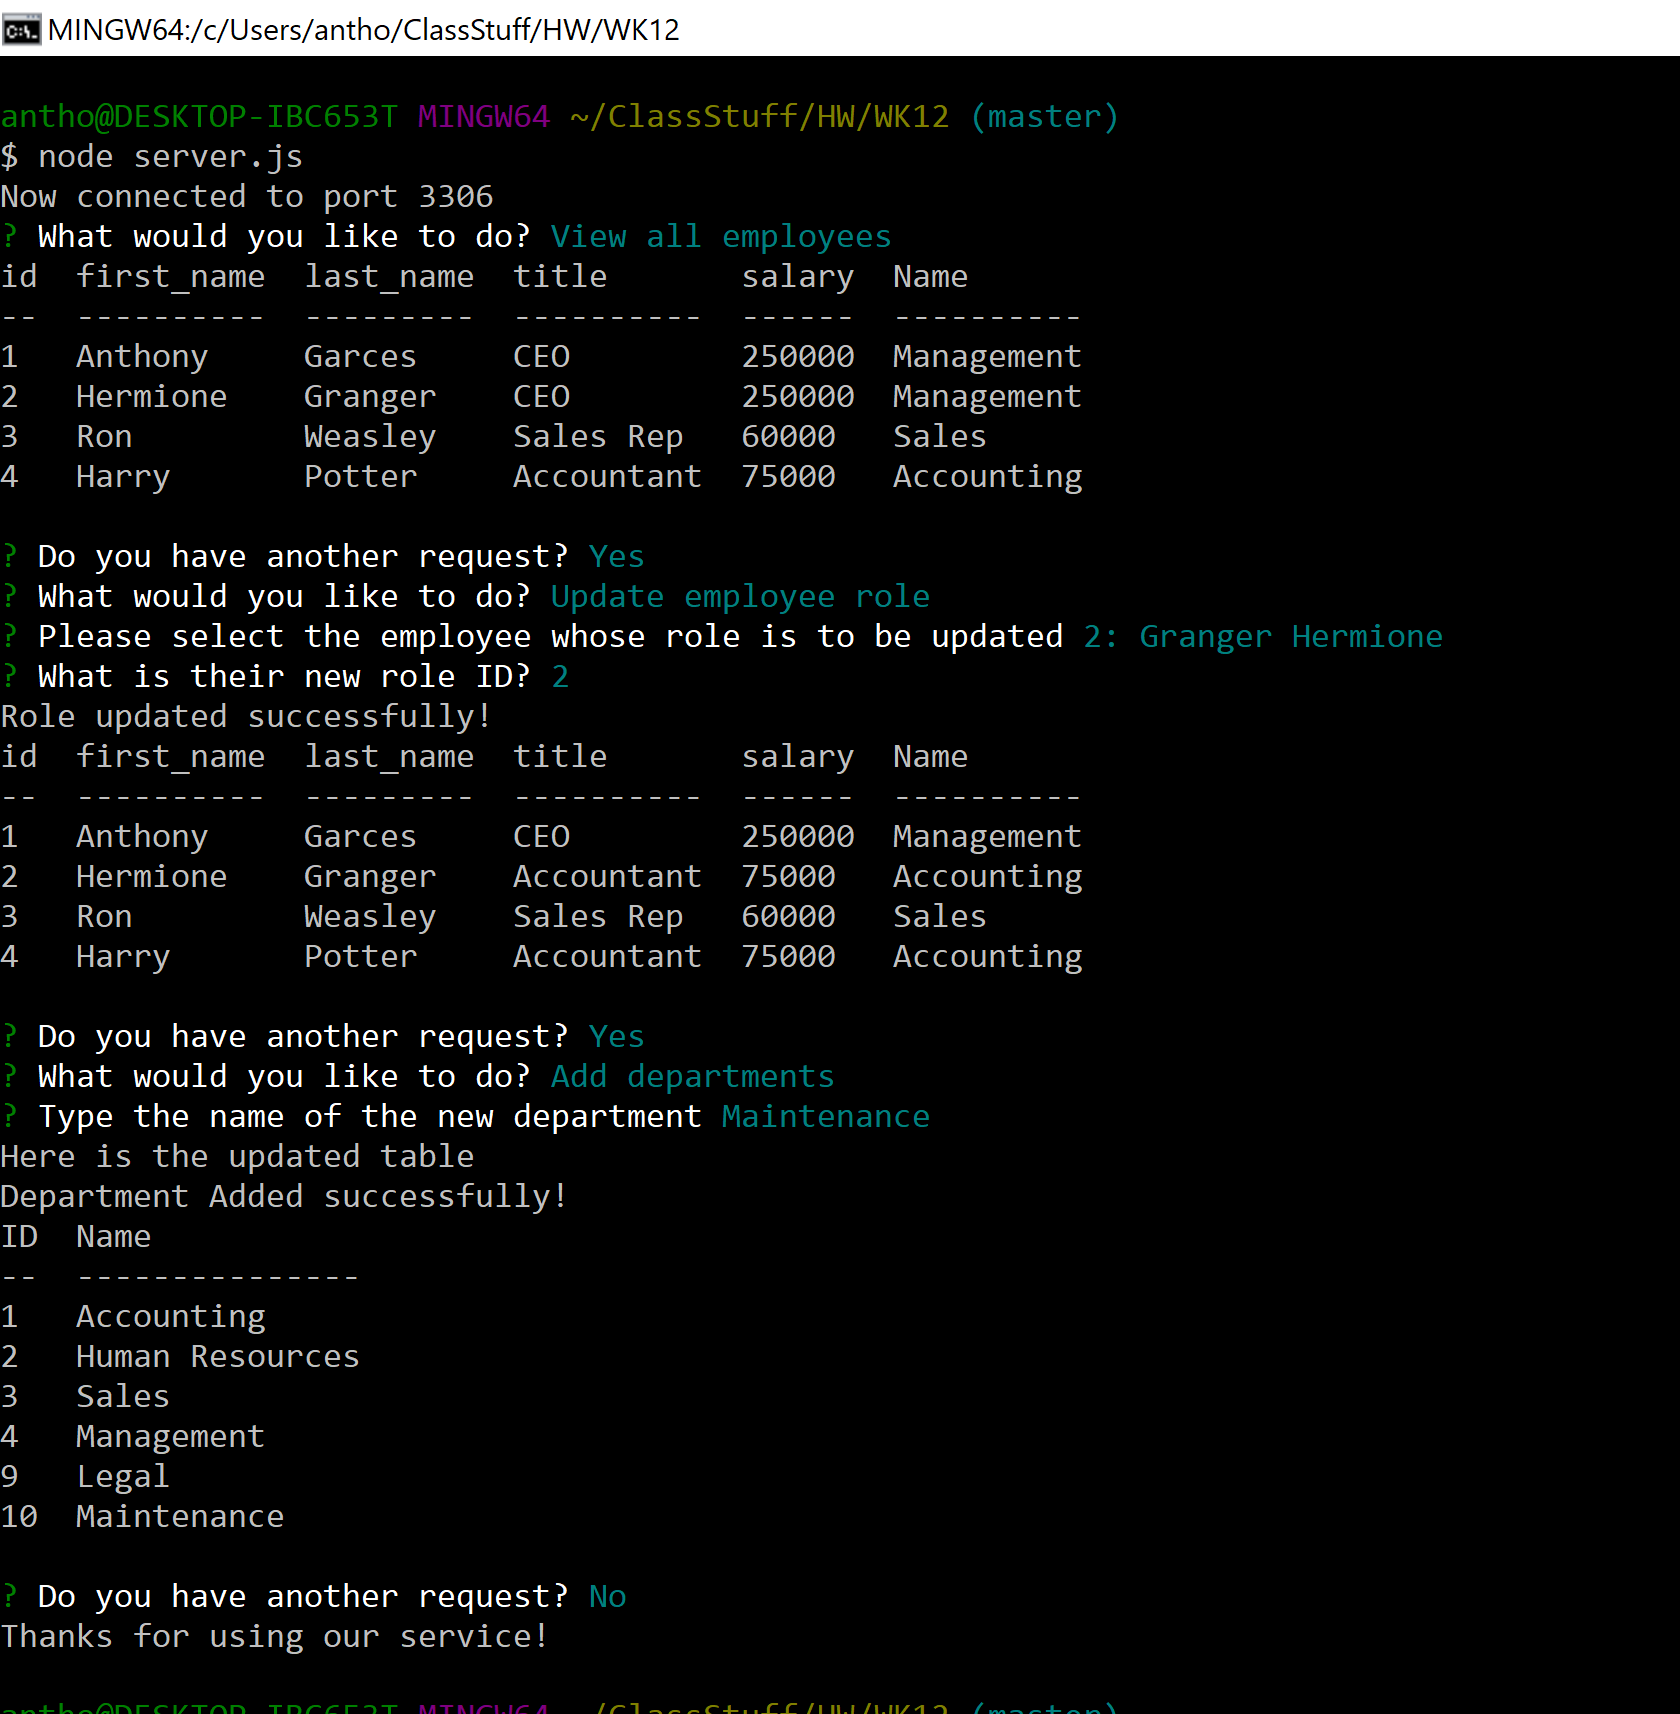 MINGW64:/c/Users/antho/ClassStuff/HW/WK12
antho@DESKTOP-IBC653T MINGW64 ~/ClassStuff/HW/WK12 (master)
$ node server.js
Now connected to port 3306
? What would you like to do? View all employees
id  first_name  last_name  title       salary  Name
--  ----------  ---------  ----------  ------  ----------
1   Anthony     Garces     CEO         250000  Management
2   Hermione    Granger    CEO         250000  Management
3   Ron         Weasley    Sales Rep   60000   Sales
4   Harry       Potter     Accountant  75000   Accounting
? Do you have another request? Yes
? What would you like to do? Update employee role
? Please select the employee whose role is to be updated 2: Granger Hermione
? What is their new role ID? 2
Role updated successfully!
id  first_name  last_name  title       salary  Name
--  ----------  ---------  ----------  ------  ----------
1   Anthony     Garces     CEO         250000  Management
2   Hermione    Granger    Accountant  75000   Accounting
3   Ron         Weasley    Sales Rep   60000   Sales
4   Harry       Potter     Accountant  75000   Accounting
? Do you have another request? Yes
? What would you like to do? Add departments
? Type the name of the new department Maintenance
Here is the updated table
Department Added successfully!
ID  Name
--  ---------------
1   Accounting
2   Human Resources
3   Sales
4   Management
9   Legal
10  Maintenance
? Do you have another request? No
Thanks for using our service!
antho@DESKTOP-IBC653T MINGW64 ~/ClassStuff/HW/WK12 (master)